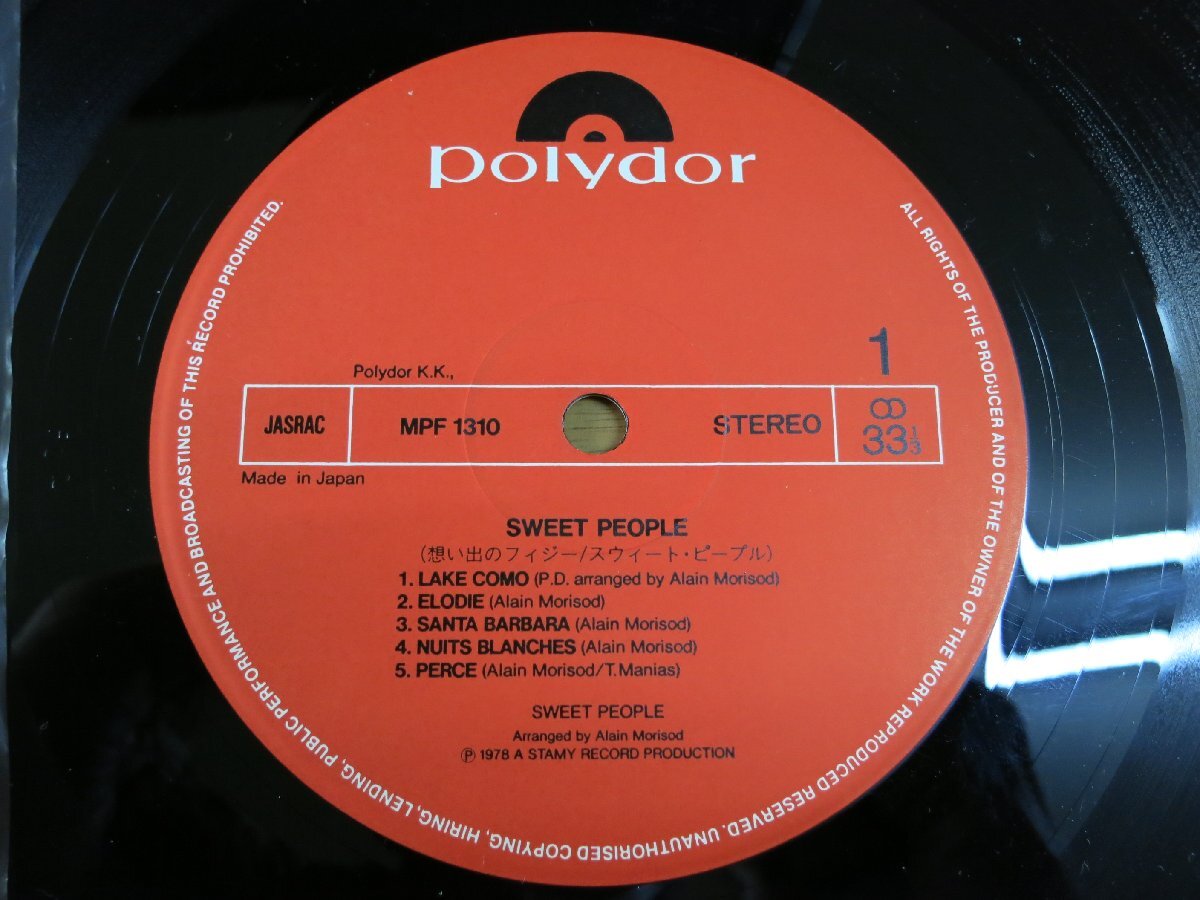 polydor
1
Polydor K.K.,
JASRAC
MPF 1310
STEREO
33 1/3
Made in Japan
SWEET PEOPLE
(想い出のフィジー/スウィート・ピープル)
1. LAKE COMO (P.D. arranged by Alain Morisod)
2. ELODIE (Alain Morisod)
3. SANTA BARBARA (Alain Morisod)
4. NUITS BLANCHES (Alain Morisod)
5. PERCE (Alain Morisod/T.Manias)
SWEET PEOPLE
Arranged by Alain Morisod
Ⓟ 1978 A STAMY RECORD PRODUCTION
ALL RIGHTS OF THE PRODUCER AND OF THE OWNER OF THE WORK REPRODUCED RESERVED. UNAUTHORISED COPYING, HIRING, LENDING, PUBLIC PERFORMANCE AND BROADCASTING OF THIS RECORD PROHIBITED.